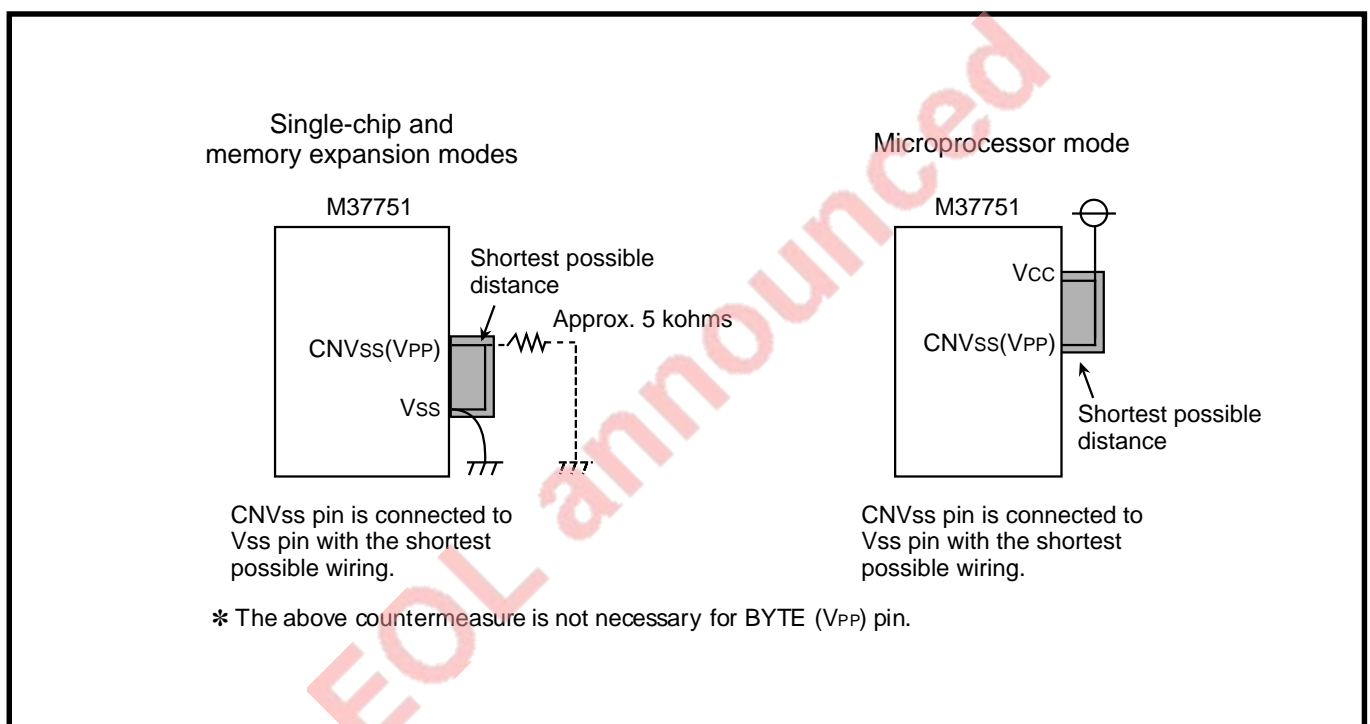 Single-chip and
memory expansion modes
M37751
Shortest possible
distance
Approx. 5 kohms
CNVss(VPP)
Vss
CNVss pin is connected to
Vss pin with the shortest
possible wiring.
Microprocessor mode
M37751
Vcc
CNVss(VPP)
Shortest possible
distance
CNVss pin is connected to
Vss pin with the shortest
possible wiring.
✻ The above countermeasure is not necessary for BYTE (VPP) pin.
EOL announced